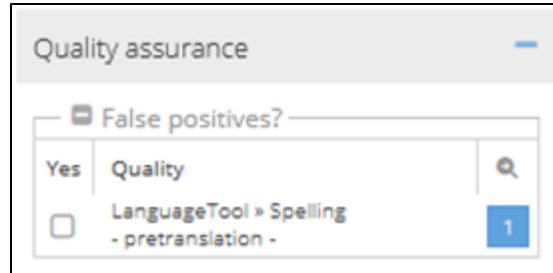 Quality assurance
False positives?
Yes Quality
LanguageTool » Spelling
- pretranslation -
1